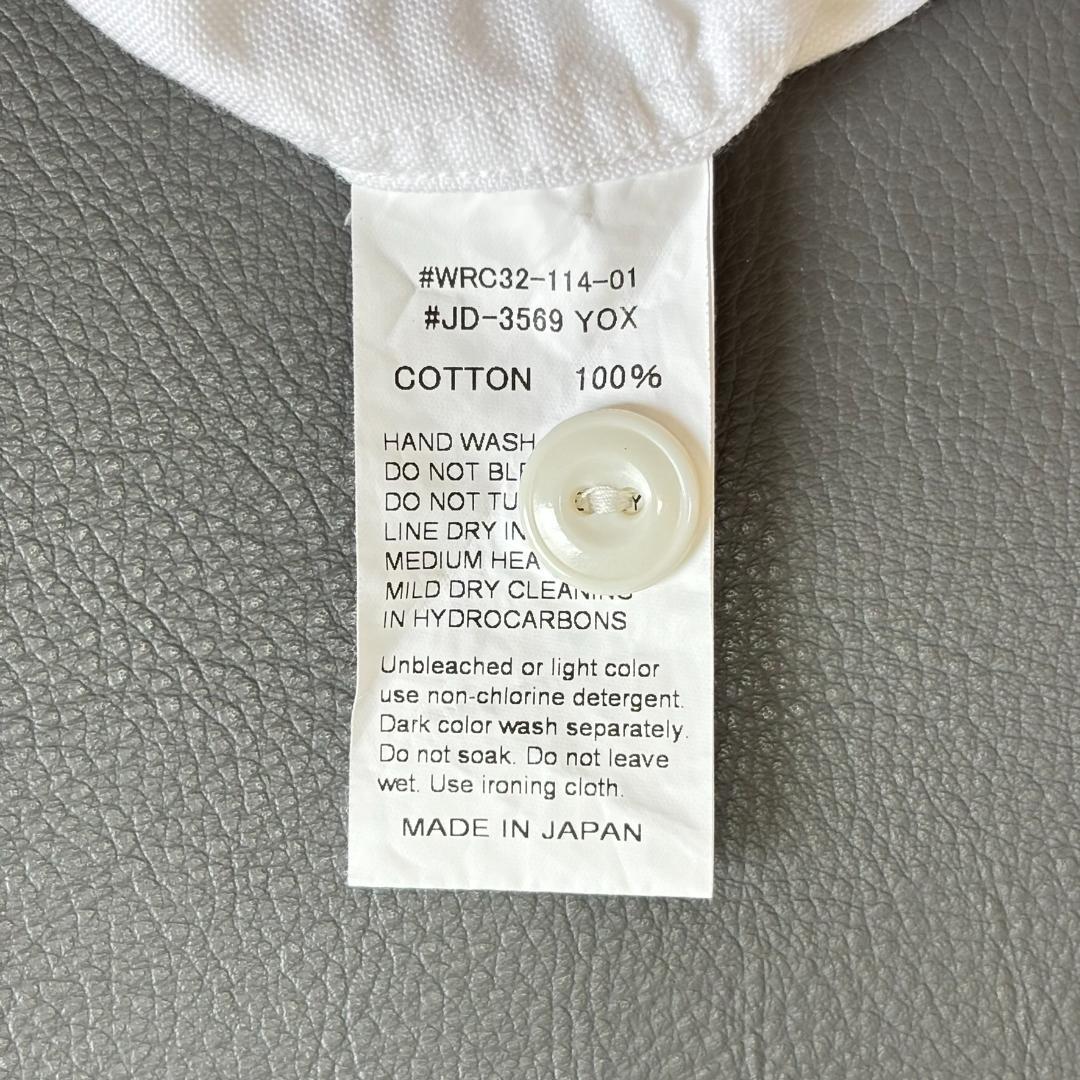 #WRC32-114-01
#JD-3569 YOX
COTTON 100%
HAND WASH
DO NOT
DO NOT
LINE DRY
MEDIUM
MILD DRY CLEANING
IN HYDROCARBONS
Unbleached or light color
use non-chlorine detergent.
Dark color wash separately.
Do not soak. Do not leave
wet. Use ironing cloth.
MADE IN JAPAN